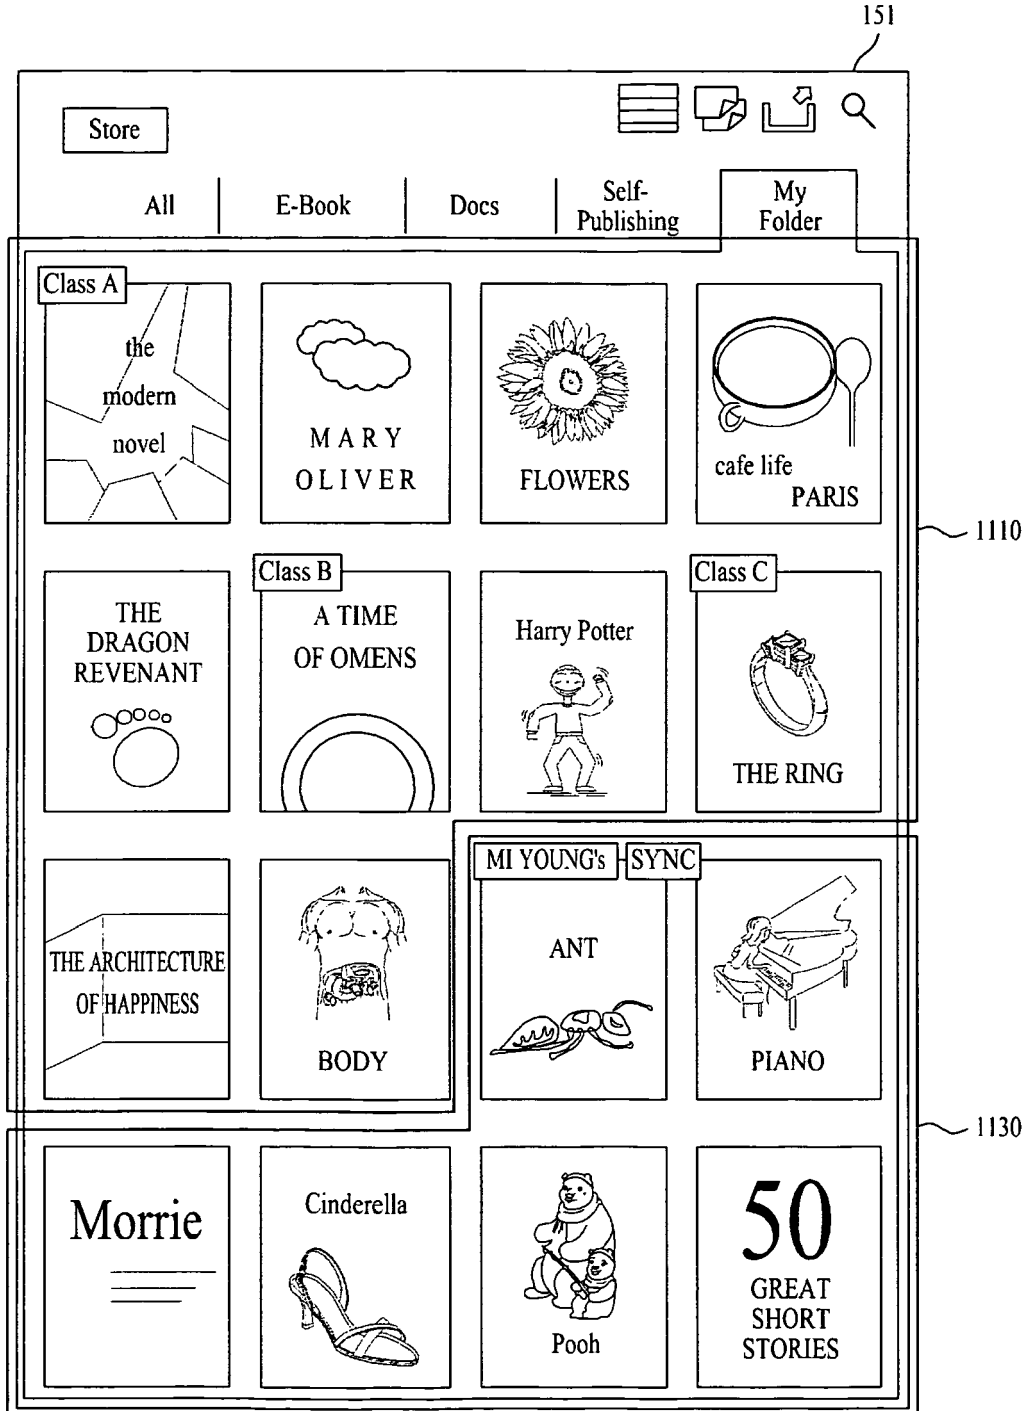 151
Store
All
E-Book
Docs
Self-
Publishing
My
Folder
Class A
the
modern
novel
MARY
OLIVER
FLOWERS
cafe life
PARIS
1110
THE
DRAGON
REVENANT
Class B
A TIME
OF OMENS
Harry Potter
Class C
THE RING
THE ARCHITECTURE
OF HAPPINESS
BODY
MI YOUNG's
SYNC
ANT
PIANO
1130
Morrie
Cinderella
Pooh
50
GREAT
SHORT
STORIES